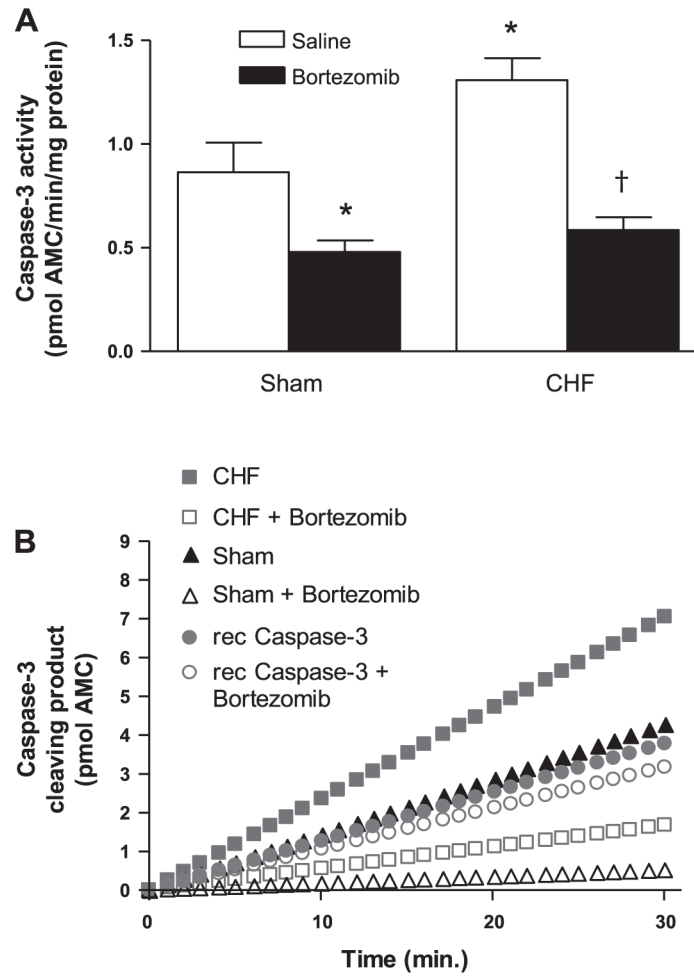 A
Caspase-3 activity
(pmol AMC/min/mg protein)
1.5
1.0
0.5
0.0
Saline
Bortezomib
*
*
†
Sham
CHF
B
CHF
CHF + Bortezomib
Sham
Sham + Bortezomib
rec Caspase-3
rec Caspase-3 +
Bortezomib
Caspase-3
cleaving product
(pmol AMC)
9
8
7
6
5
4
3
2
1
0
0
10
20
30
Time (min.)